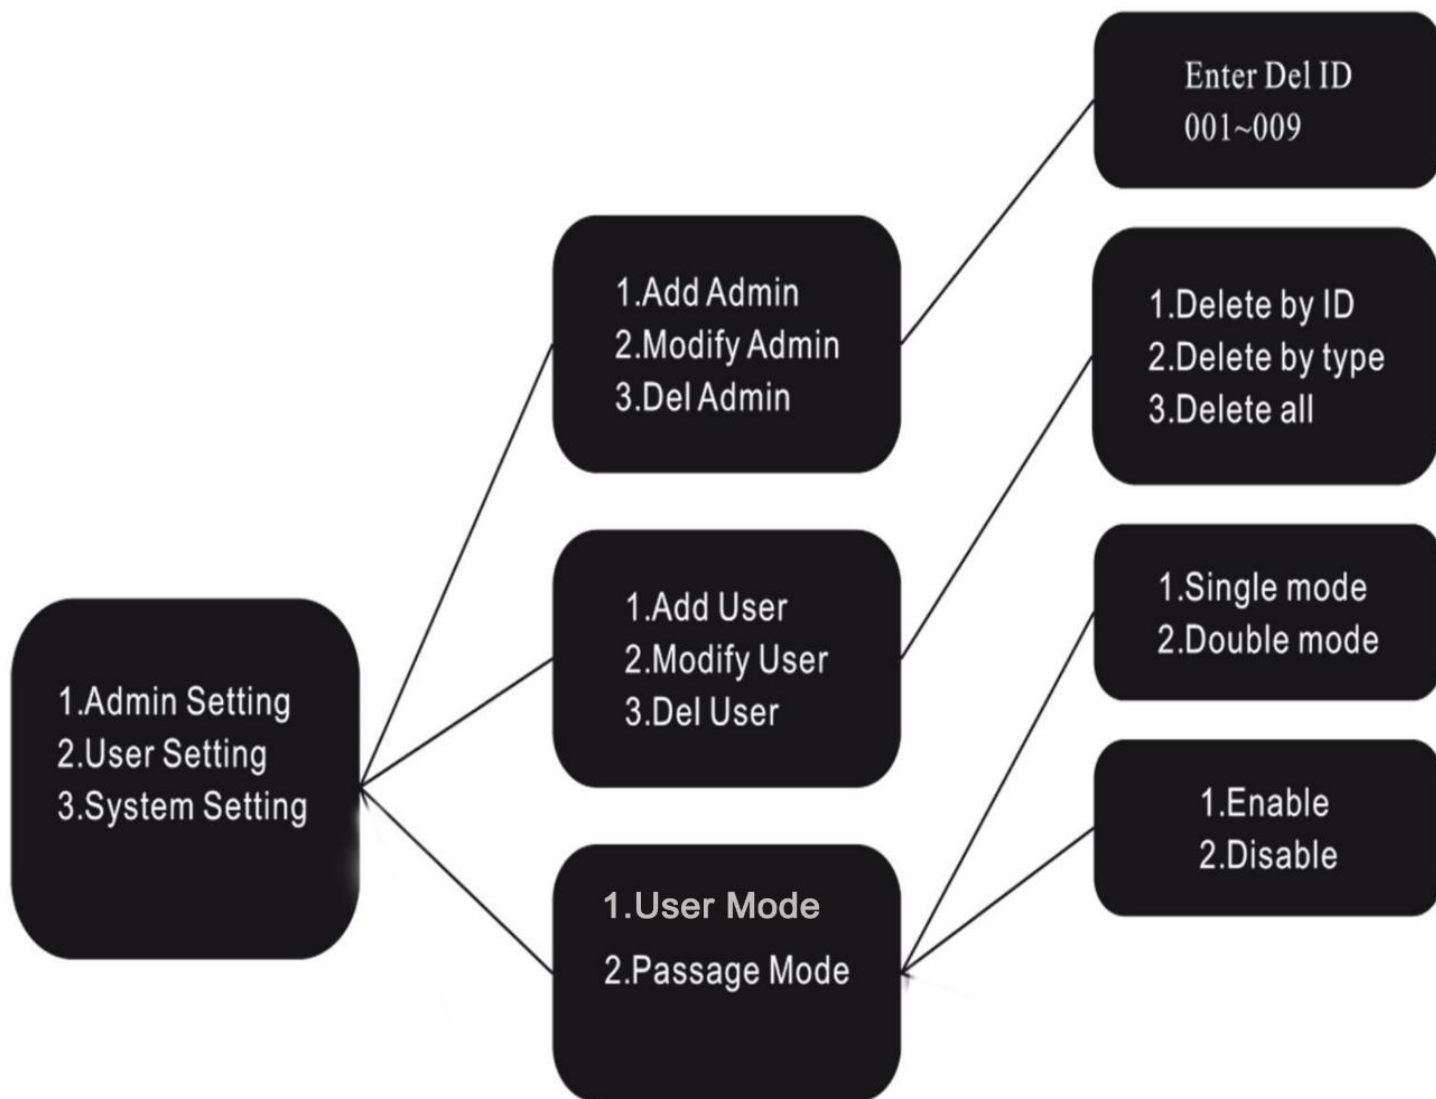 1.Admin Setting
2.User Setting
3.System Setting
1.Add Admin
2.Modify Admin
3.Del Admin
1.Add User
2.Modify User
3.Del User
1.User Mode
2.Passage Mode
Enter Del ID
001~009
1.Delete by ID
2.Delete by type
3.Delete all
1.Single mode
2.Double mode
1.Enable
2.Disable